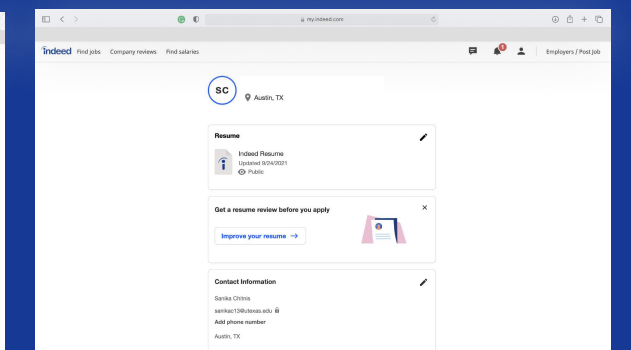 my.indeed.com
indeed Find jobs Company reviews Find salaries
1
Employers / Post Job
SC
Austin, TX
Resume
Indeed Resume
Updated 9/24/2021
Public
Get a resume review before you apply
Improve your resume →
Contact Information
Sanika Chitnis
sanikac13@utexas.edu
Add phone number
Austin, TX